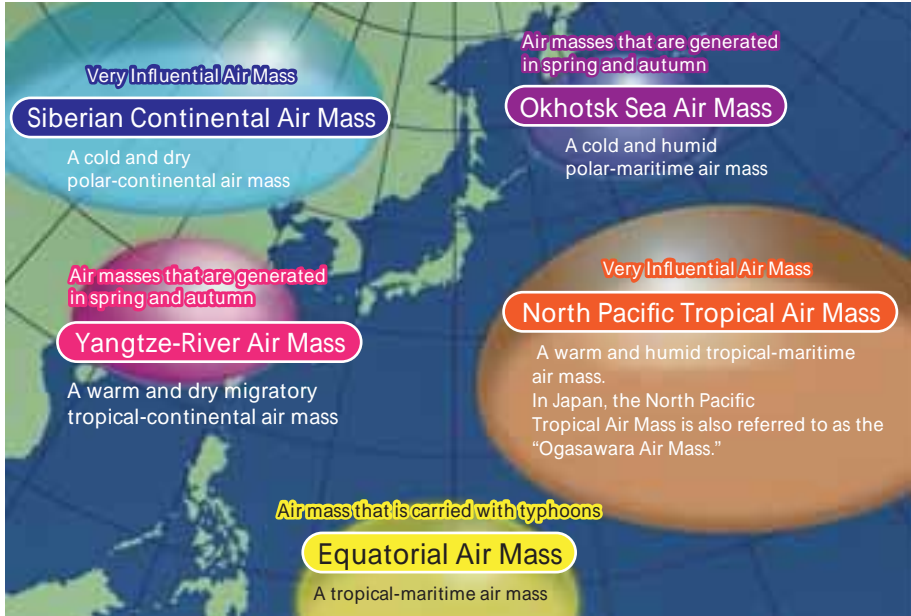 Very Influential Air Mass
Siberian Continental Air Mass
A cold and dry
polar-continental air mass
Air masses that are generated
in spring and autumn
Okhotsk Sea Air Mass
A cold and humid
polar-maritime air mass
Air masses that are generated
in spring and autumn
Yangtze-River Air Mass
A warm and dry migratory
tropical-continental air mass
Very Influential Air Mass
North Pacific Tropical Air Mass
A warm and humid tropical-maritime
air mass.
In Japan, the North Pacific
Tropical Air Mass is also referred to as the
“Ogasawara Air Mass.”
Air mass that is carried with typhoons
Equatorial Air Mass
A tropical-maritime air mass